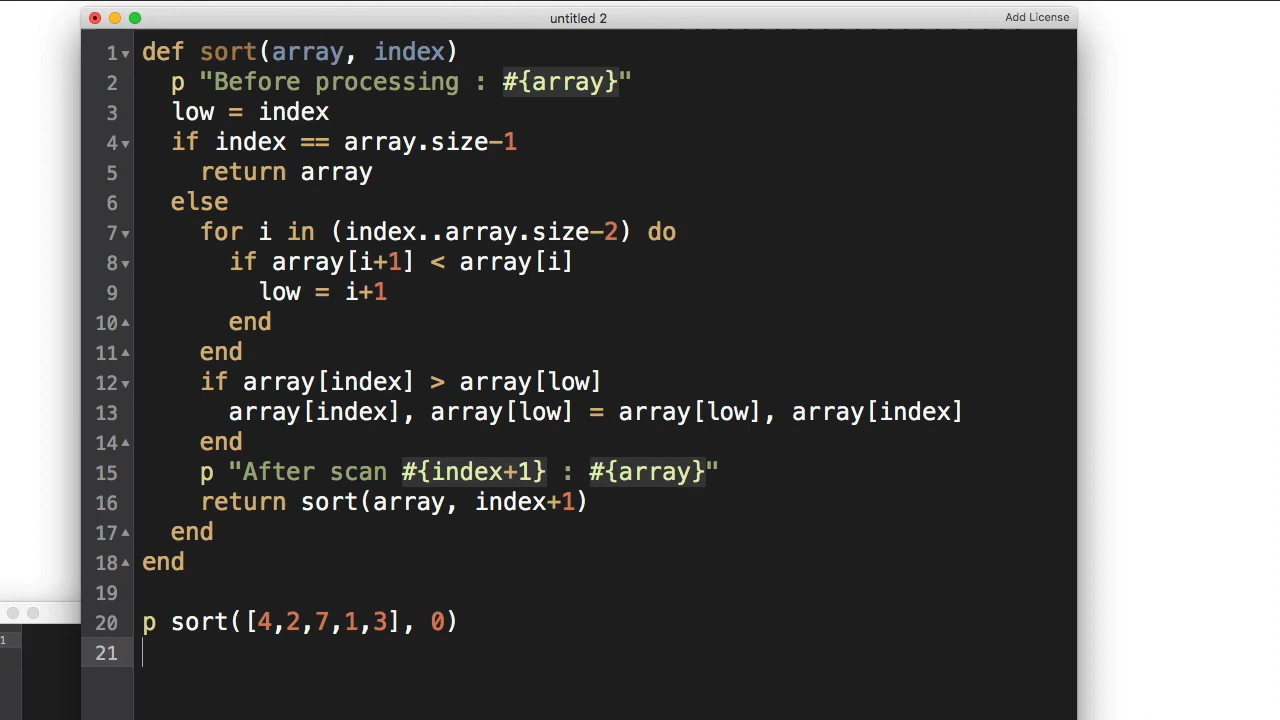 untitled 2
Add License
1 def sort(array, index)
2   p "Before processing : #{array}"
3   low = index
4   if index == array.size-1
5     return array
6   else
7     for i in (index..array.size-2) do
8       if array[i+1] < array[i]
9         low = i+1
10       end
11     end
12     if array[index] > array[low]
13       array[index], array[low] = array[low], array[index]
14     end
15     p "After scan #{index+1} : #{array}"
16     return sort(array, index+1)
17   end
18 end
19
20 p sort([4,2,7,1,3], 0)
21
1